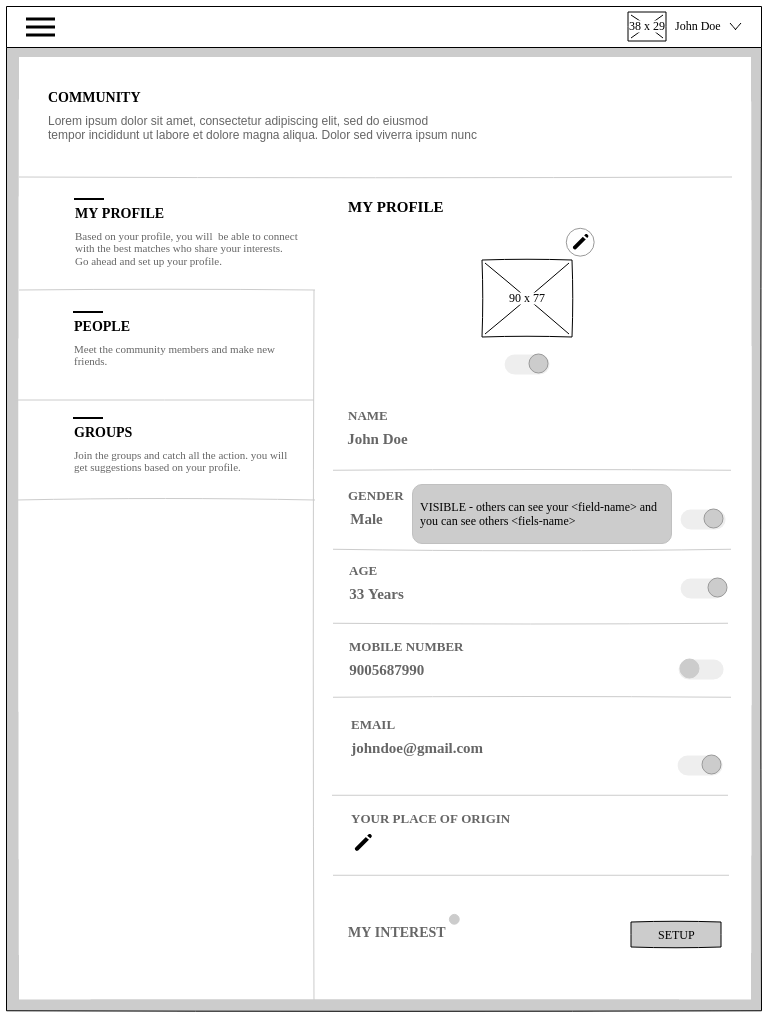 38 x 29 John Doe
COMMUNITY
Lorem ipsum dolor sit amet, consectetur adipiscing elit, sed do eiusmod
tempor incididunt ut labore et dolore magna aliqua. Dolor sed viverra ipsum nunc
MY PROFILE
Based on your profile, you will be able to connect
with the best matches who share your interests.
Go ahead and set up your profile.
PEOPLE
Meet the community members and make new
friends.
GROUPS
Join the groups and catch all the action. you will
get suggestions based on your profile.
MY PROFILE
90 x 77
NAME
John Doe
GENDER
Male
VISIBLE - others can see your <field-name> and
you can see others <fiels-name>
AGE
33 Years
MOBILE NUMBER
9005687990
EMAIL
johndoe@gmail.com
YOUR PLACE OF ORIGIN
MY INTEREST
SETUP